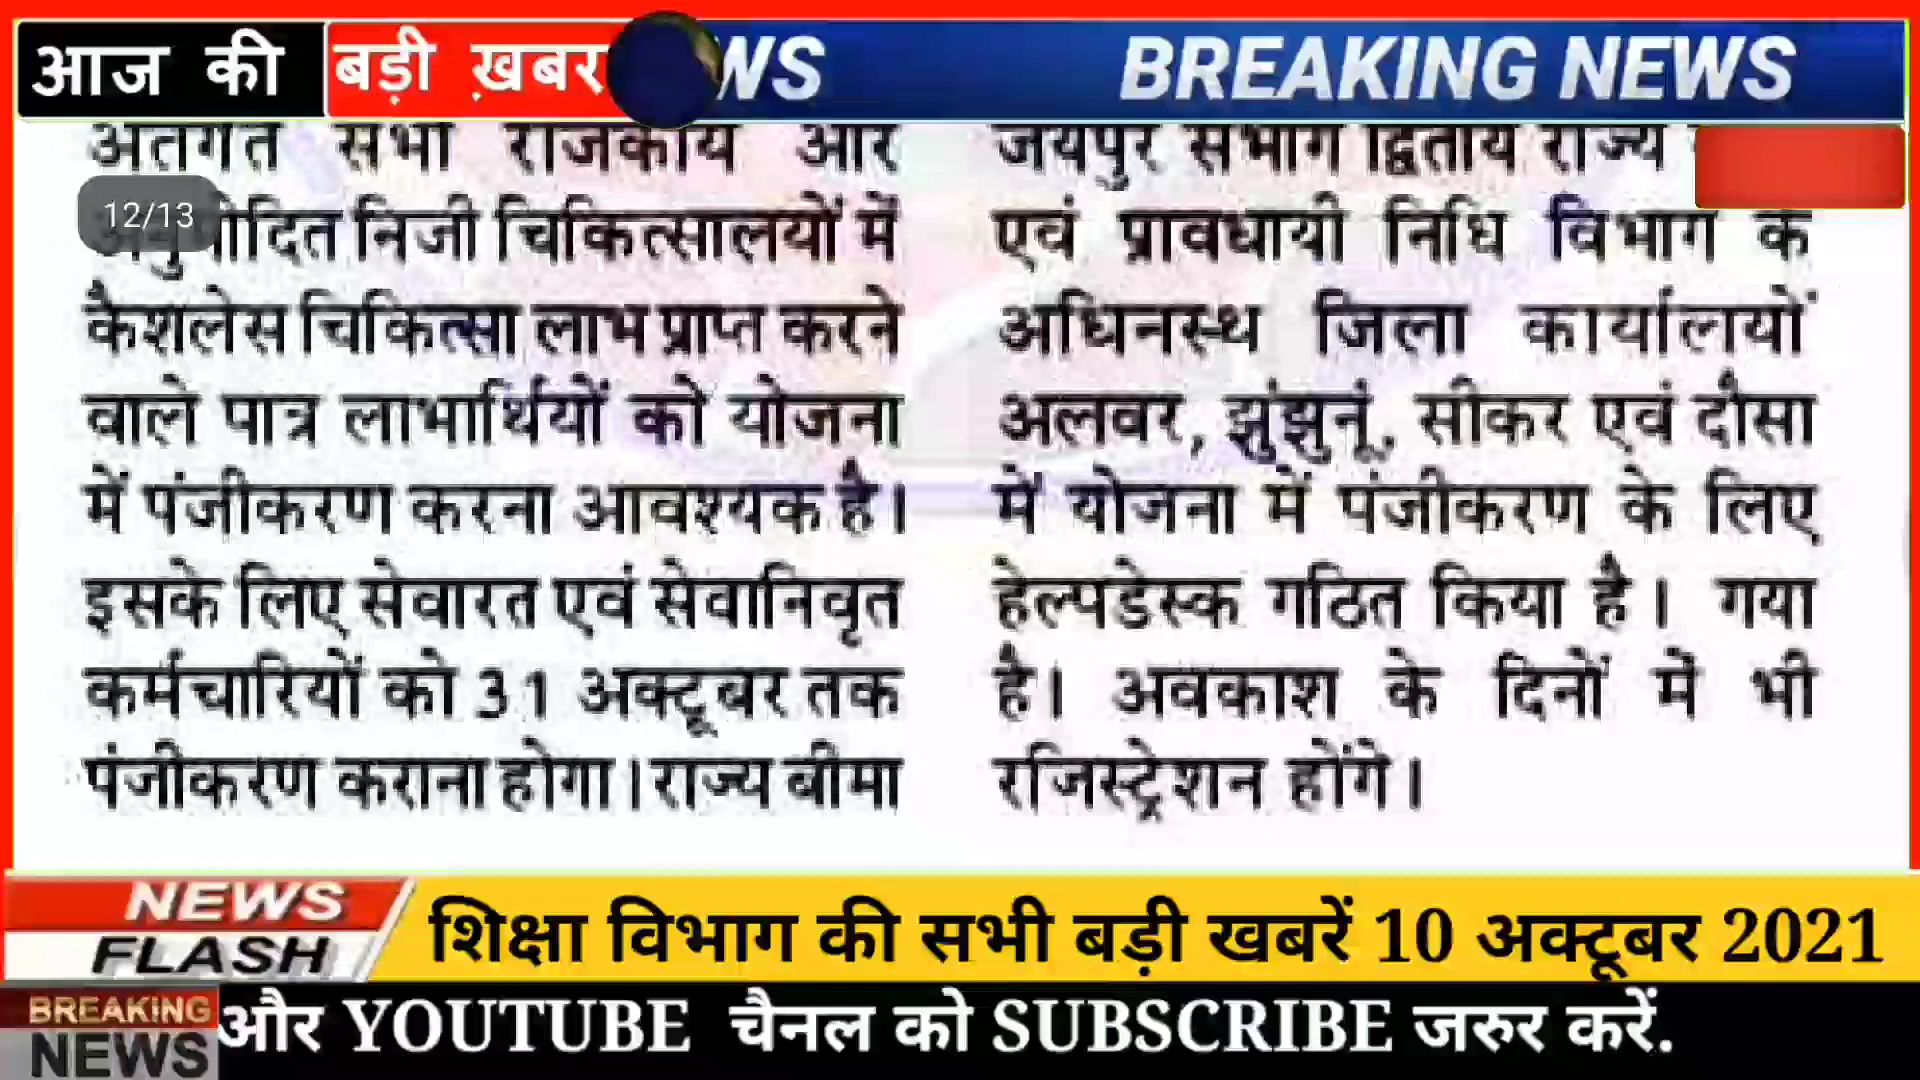 आज की बड़ी ख़बर
WS BREAKING NEWS
अंतर्गत सभी राजकीय और
12/13
निजी चिकित्सालयों में
कैशलेस चिकित्सा लाभ प्राप्त करने
वाले पात्र लाभार्थियों को योजना
में पंजीकरण करना आवश्यक है।
इसके लिए सेवारत एवं सेवानिवृत
कर्मचारियों को 31 अक्टूबर तक
पंजीकरण कराना होगा। राज्य बीमा
जयपुर संभाग द्वितीय राज्य
एवं प्रावधायी निधि विभाग के
अधिनस्थ जिला कार्यालयों
अलवर, झुंझुनूं, सीकर एवं दौसा
में योजना में पंजीकरण के लिए
हेल्पडेस्क गठित किया है। गया
है। अवकाश के दिनों में भी
रजिस्ट्रेशन होंगे।
NEWS
FLASH
शिक्षा विभाग की सभी बड़ी खबरें 10 अक्टूबर 2021
BREAKING
NEWS
और YOUTUBE चैनल को SUBSCRIBE जरुर करें.